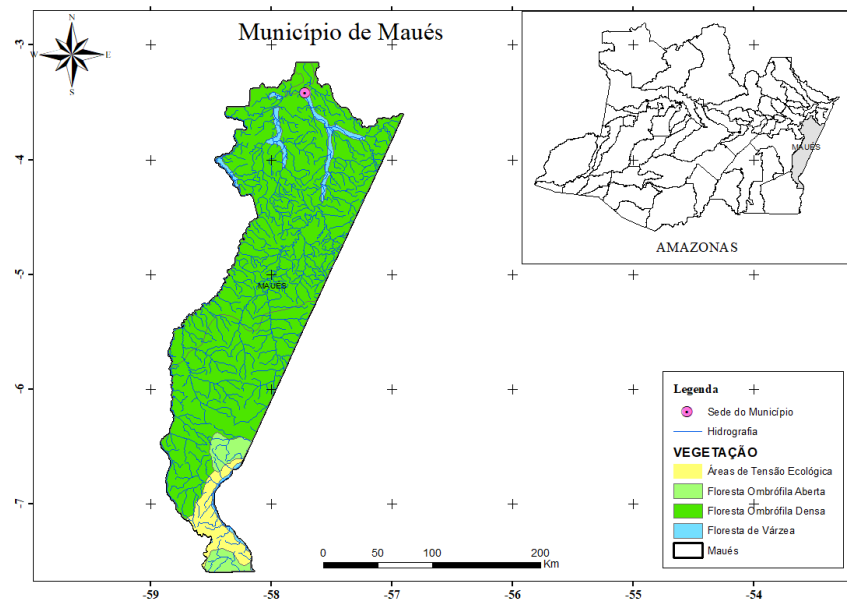 Município de Maués
N
W
E
S
-3
-4
-5
-6
-7
MAUÉS
MAUÉS
AMAZONAS
Legenda
Sede do Município
Hidrografia
VEGETAÇÃO
Áreas de Tensão Ecológica
Floresta Ombrófila Aberta
Floresta Ombrófila Densa
Floresta de Várzea
Maués
0 50 100 200
Km
-59 -58 -57 -56 -55 -54